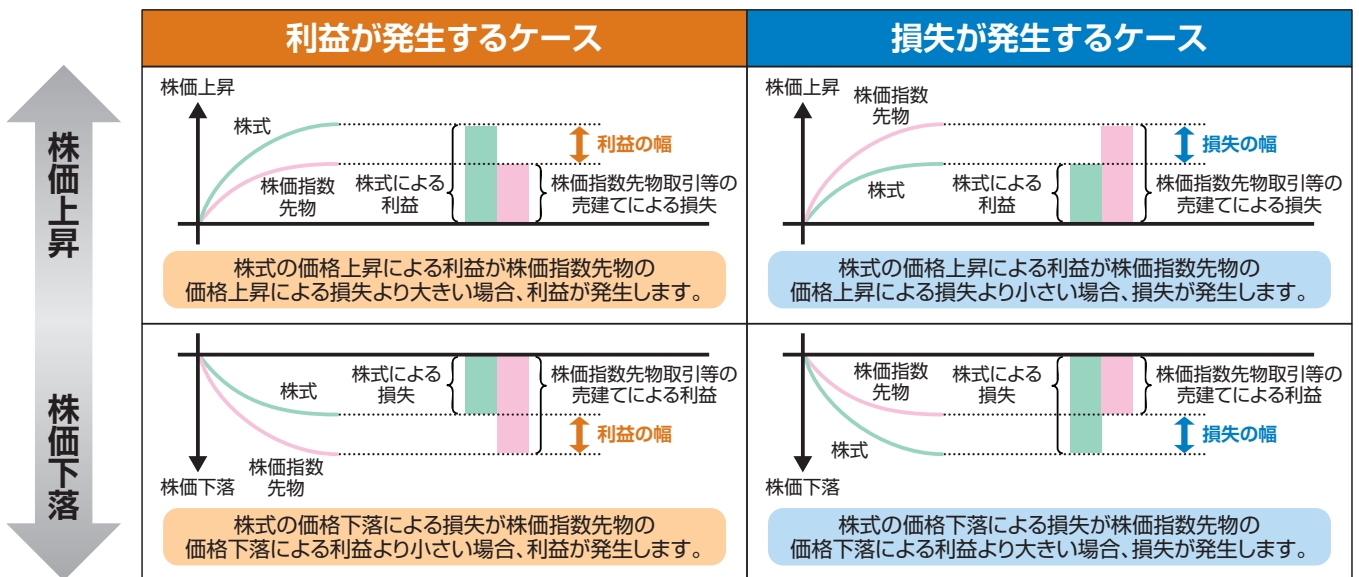 利益が発生するケース
損失が発生するケース
株価上昇
株価下落
株価上昇
株式
株価指数
先物
株式による
利益
利益の幅
株価指数先物取引等の
売建てによる損失
株式の価格上昇による利益が株価指数先物の
価格上昇による損失より大きい場合、利益が発生します。
株価上昇
株価指数
先物
株式
株式による
利益
損失の幅
株価指数先物取引等の
売建てによる損失
株式の価格上昇による利益が株価指数先物の
価格上昇による損失より小さい場合、損失が発生します。
株式
株価指数
先物
株価下落
株式による
損失
株価指数先物取引等の
売建てによる利益
利益の幅
株式の価格下落による損失が株価指数先物の
価格下落による利益より小さい場合、利益が発生します。
株価指数
先物
株式
株価下落
株式による
損失
株価指数先物取引等の
売建てによる利益
損失の幅
株式の価格下落による損失が株価指数先物の
価格下落による利益より大きい場合、損失が発生します。